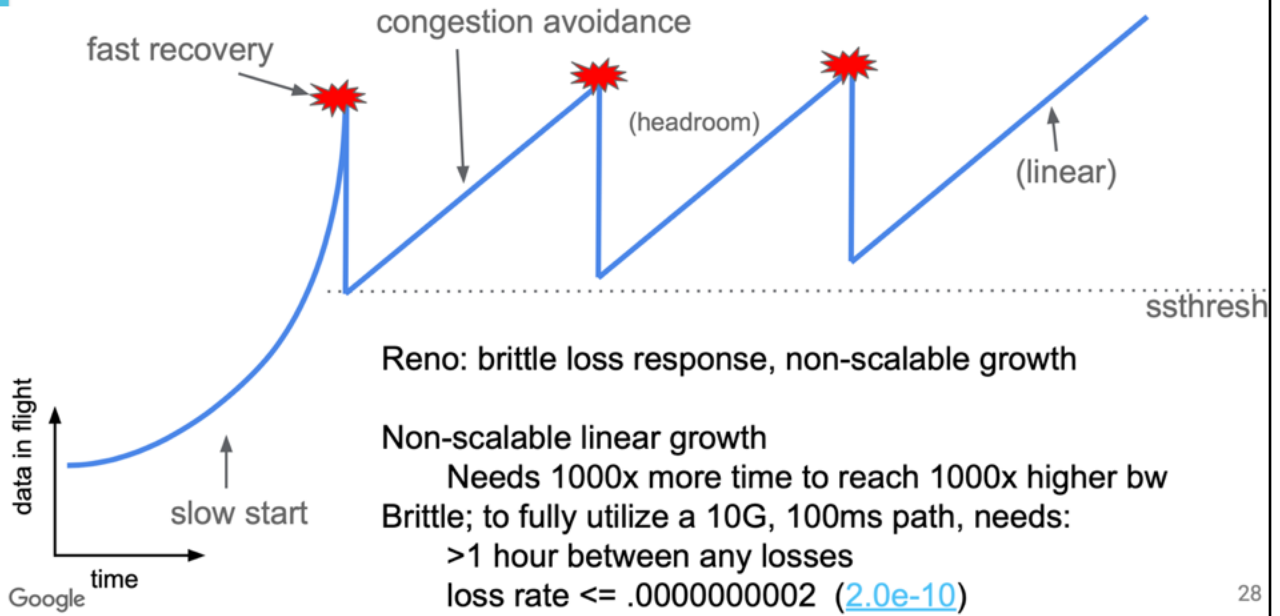 congestion avoidance
fast recovery
(headroom)
(linear)
ssthresh
data in flight
slow start
time
Reno: brittle loss response, non-scalable growth
Non-scalable linear growth
Needs 1000x more time to reach 1000x higher bw
Brittle; to fully utilize a 10G, 100ms path, needs:
>1 hour between any losses
loss rate <= .0000000002 (2.0e-10)
Google
28